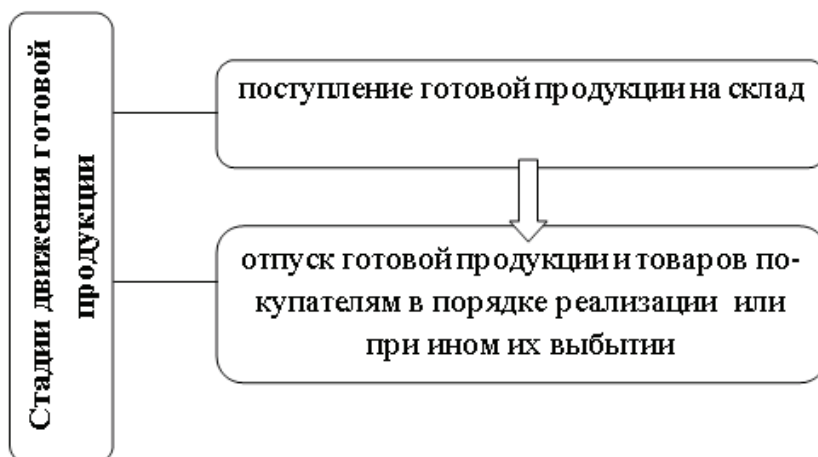 Стадии движения готовой
продукции
поступление готовой продукции на склад
отпуск готовой продукции и товаров по-
купателям в порядке реализации или
при ином их выбытии